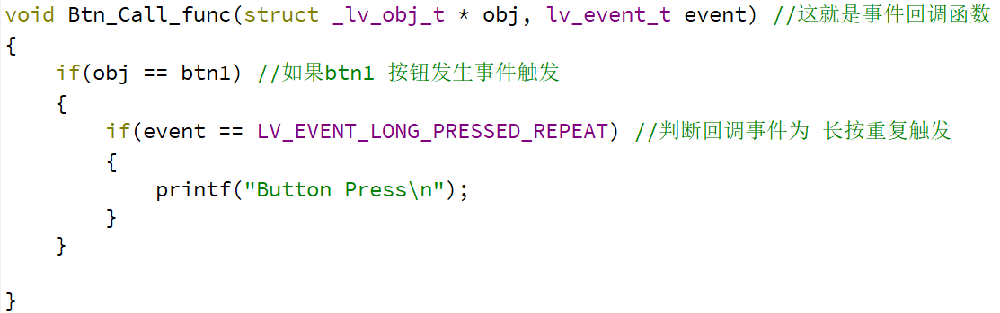 void Btn_Call_func(struct _lv_obj_t * obj, lv_event_t event) //这就是事件回调函数
{
    if(obj == btn1) //如果btn1 按钮发生事件触发
    {
        if(event == LV_EVENT_LONG_PRESSED_REPEAT) //判断回调事件为 长按重复触发
        {
            printf("Button Press\n");
        }
    }

}